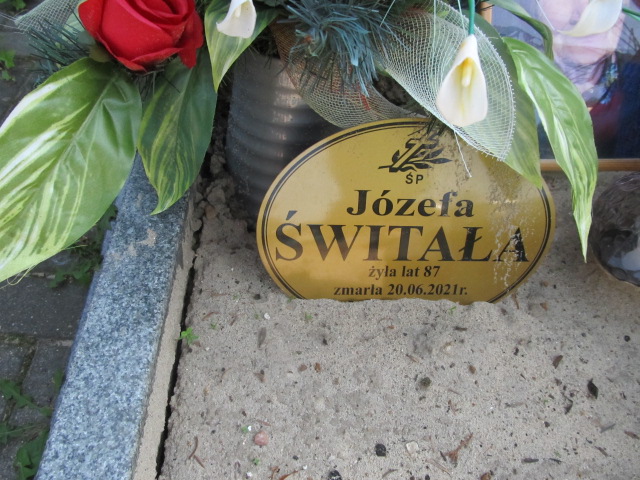 ŚP
Józefa
ŚWITAŁA
żyła lat 87
zmarła 20.06.2021r.